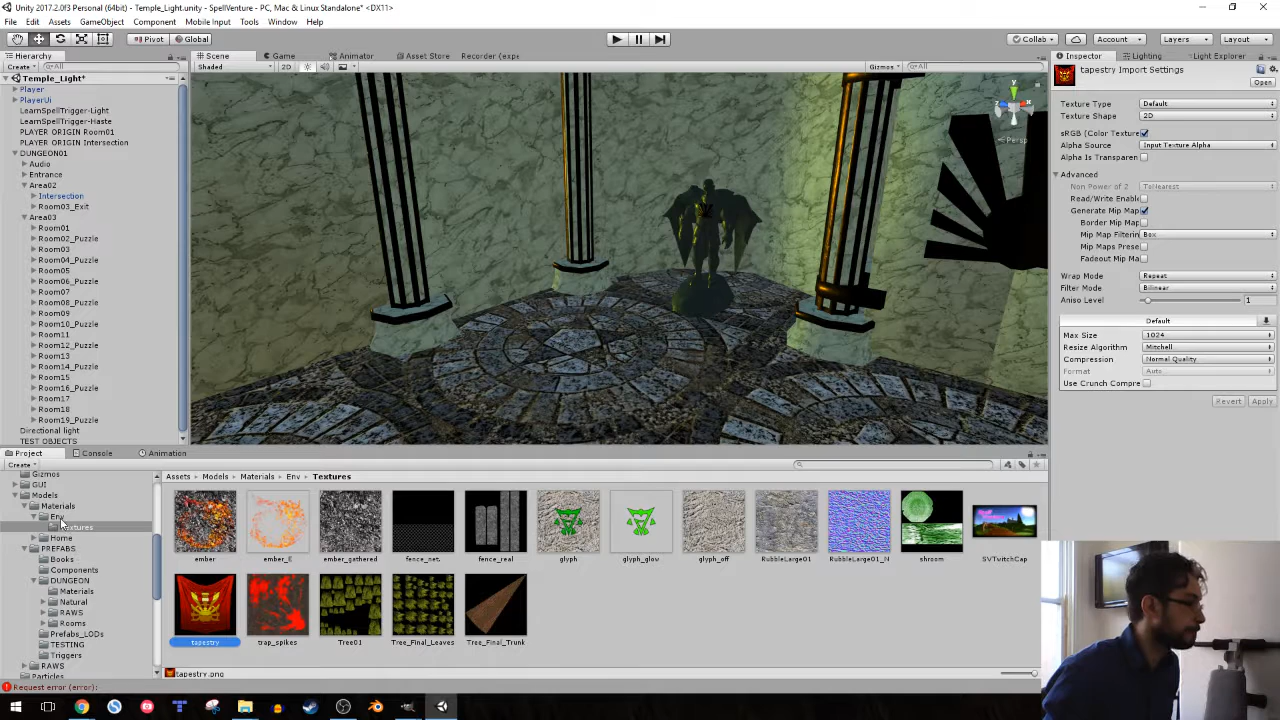 Unity 2017.2.0f3 Personal (64bit) - Temple_Light.unity - SpellVenture - PC, Mac & Linux Standalone* <DX11>
File Edit Assets GameObject Component Mobile Input Tools Window Help
Pivot Global Collab Account Layers Layout
Hierarchy Scene Game Animator Asset Store Recorder (expe Inspector Lighting Light Explorer
Create All Shaded 2D Gizmos All tapestry Import Settings
Open
Temple_Light*
Player
PlayerUi
LearnSpellTrigger-Light
LearnSpellTrigger-Haste
PLAYER ORIGIN Room01
PLAYER ORIGIN Intersection
DUNGEON01
Audio
Entrance
Area02
Intersection
Room03_Exit
Area03
Room01
Room02_Puzzle
Room03
Room04_Puzzle
Room05
Room06_Puzzle
Room07
Room08_Puzzle
Room09
Room10_Puzzle
Room11
Room12_Puzzle
Room13
Room14_Puzzle
Room15
Room16_Puzzle
Room17
Room18
Room19_Puzzle
Directional light
TEST OBJECTS
y
z x
Persp
Texture Type Default
Texture Shape 2D
sRGB (Color Texture
Alpha Source Input Texture Alpha
Alpha Is Transparen
Advanced
Non Power of 2 ToNearest
Read/Write Enable
Generate Mip Map
Border Mip Map
Mip Map Filterin Box
Mip Maps Prese
Fadeout Mip Ma
Wrap Mode Repeat
Filter Mode Bilinear
Aniso Level 1
Default
Max Size 1024
Resize Algorithm Mitchell
Compression Normal Quality
Format Auto
Use Crunch Compre
Revert Apply
Project Console Animation
Create
Gizmos
GUI
Models
Materials
Env
extures
Home
PREFABS
Books
Components
DUNGEON
Materials
Natural
RAWS
Rooms
Prefabs_LODs
TESTING
Triggers
RAWS
Particles
Assets Models Materials Env Textures
ember ember_E ember_gathered fence_net. fence_real glyph glyph_glow glyph_off RubbleLarge01 RubbleLarge01_N shroom SVTwitchCap
tapestry trap_spikes Tree01 Tree_Final_Leaves Tree_Final_Trunk
tapestry.png
Request error (error):